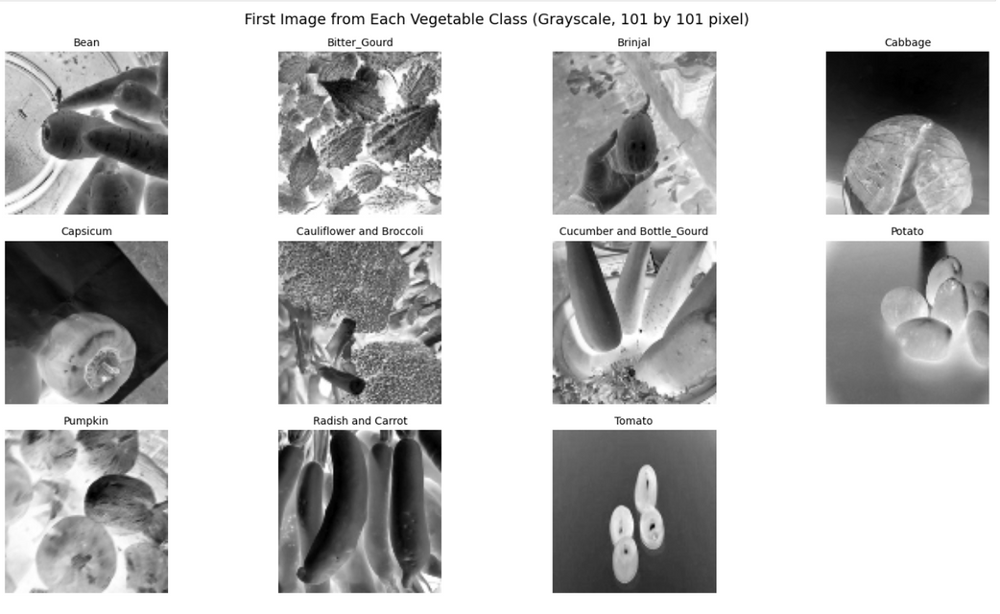 First Image from Each Vegetable Class (Grayscale, 101 by 101 pixel)
Bean
Bitter_Gourd
Brinjal
Cabbage
Capsicum
Cauliflower and Broccoli
Cucumber and Bottle_Gourd
Potato
Pumpkin
Radish and Carrot
Tomato